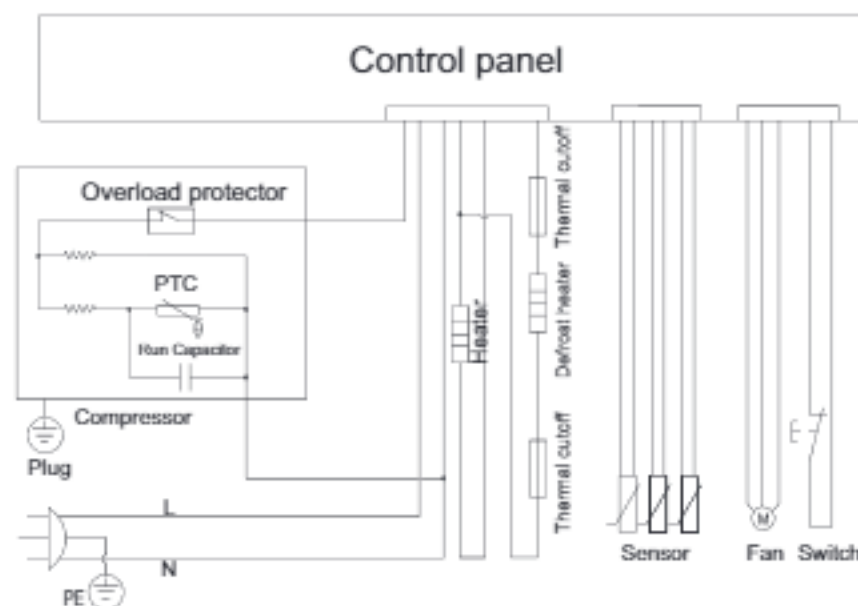 Control panel
Overload protector
PTC
Run Capacitor
Compressor
Plug
L
N
PE
Heater
Thermal cutoff
Defrost heater
Thermal cutoff
Sensor
M
Fan
Switch